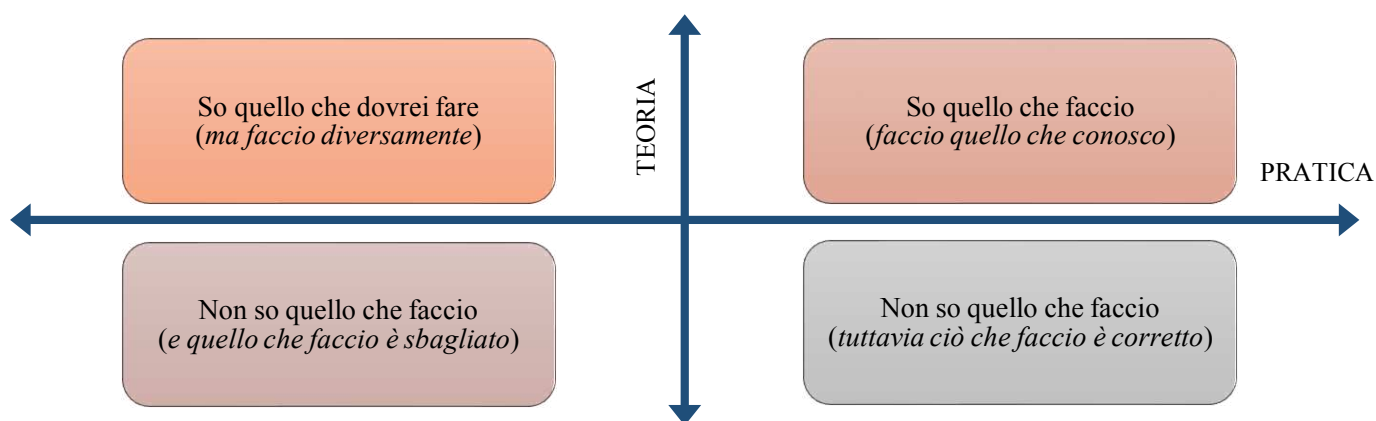 So quello che dovrei fare
(ma faccio diversamente)
TEORIA
So quello che faccio
(faccio quello che conosco)
PRATICA
Non so quello che faccio
(e quello che faccio è sbagliato)
Non so quello che faccio
(tuttavia ciò che faccio è corretto)